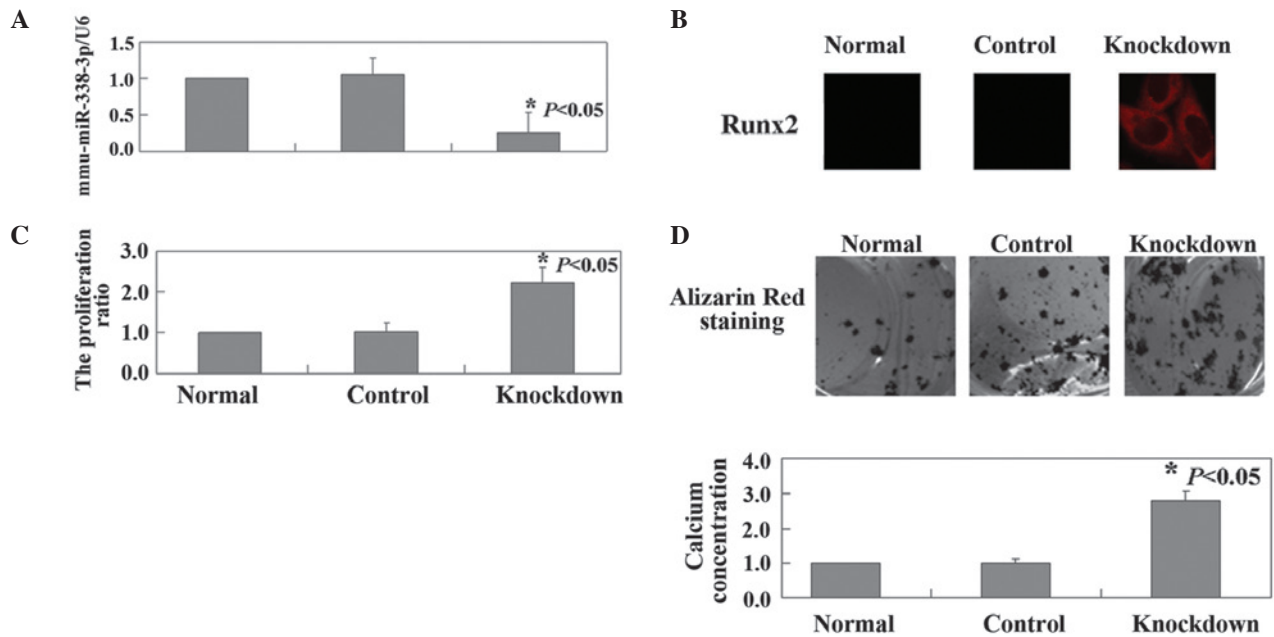 A
mmu-miR-338-3p/U6
1.5
1.0
0.5
0.0
* P<0.05
B
Normal Control Knockdown
Runx2
C
The proliferation
ratio
3.0
2.0
1.0
0.0
* P<0.05
Normal Control Knockdown
D
Normal Control Knockdown
Alizarin Red
staining
Calcium
concentration
4.0
3.0
2.0
1.0
0.0
* P<0.05
Normal Control Knockdown